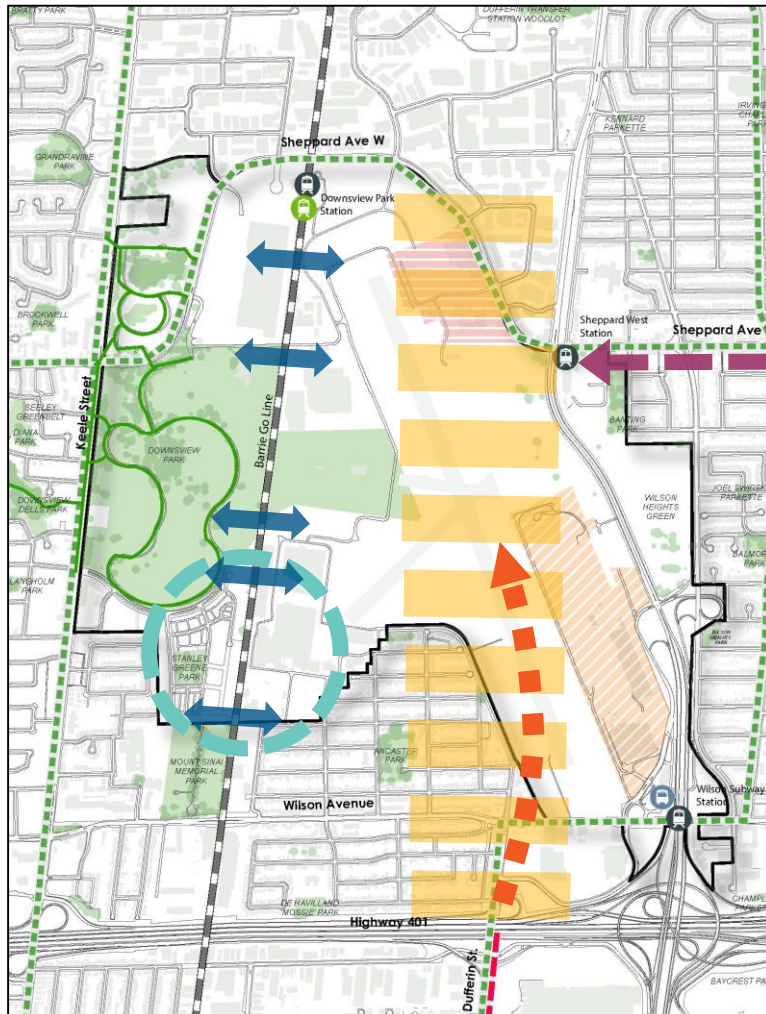 BRATTY PARK
DUFFERIN TRANSFER
STATION WOODLOT
GRANDRAVINE
PARK
Sheppard Ave W
KENNARD
PARKETTE
Downsview Park
Station
BROOKWELL
PARK
Sheppard West
Station
Sheppard Ave
Keele Street
SEELEY
GREENBELT
DIANA
PARK
Barrie Go Line
BANTING
PARK
DOWNSVIEW
PARK
DOWNSVIEW
DELLS PARK
WILSON
HEIGHTS
GREEN
PARKETTE
LANGHOLM
PARK
STANLEY
GREENE
PARK
MOUNT SINAI
MEMORIAL
PARK
ANCASTER
PARK
Wilson Avenue
Wilson Subway
Station
DE HAVILLAND
MOSSIE PARK
Highway 401
Dufferin St.
BAYCREST PA